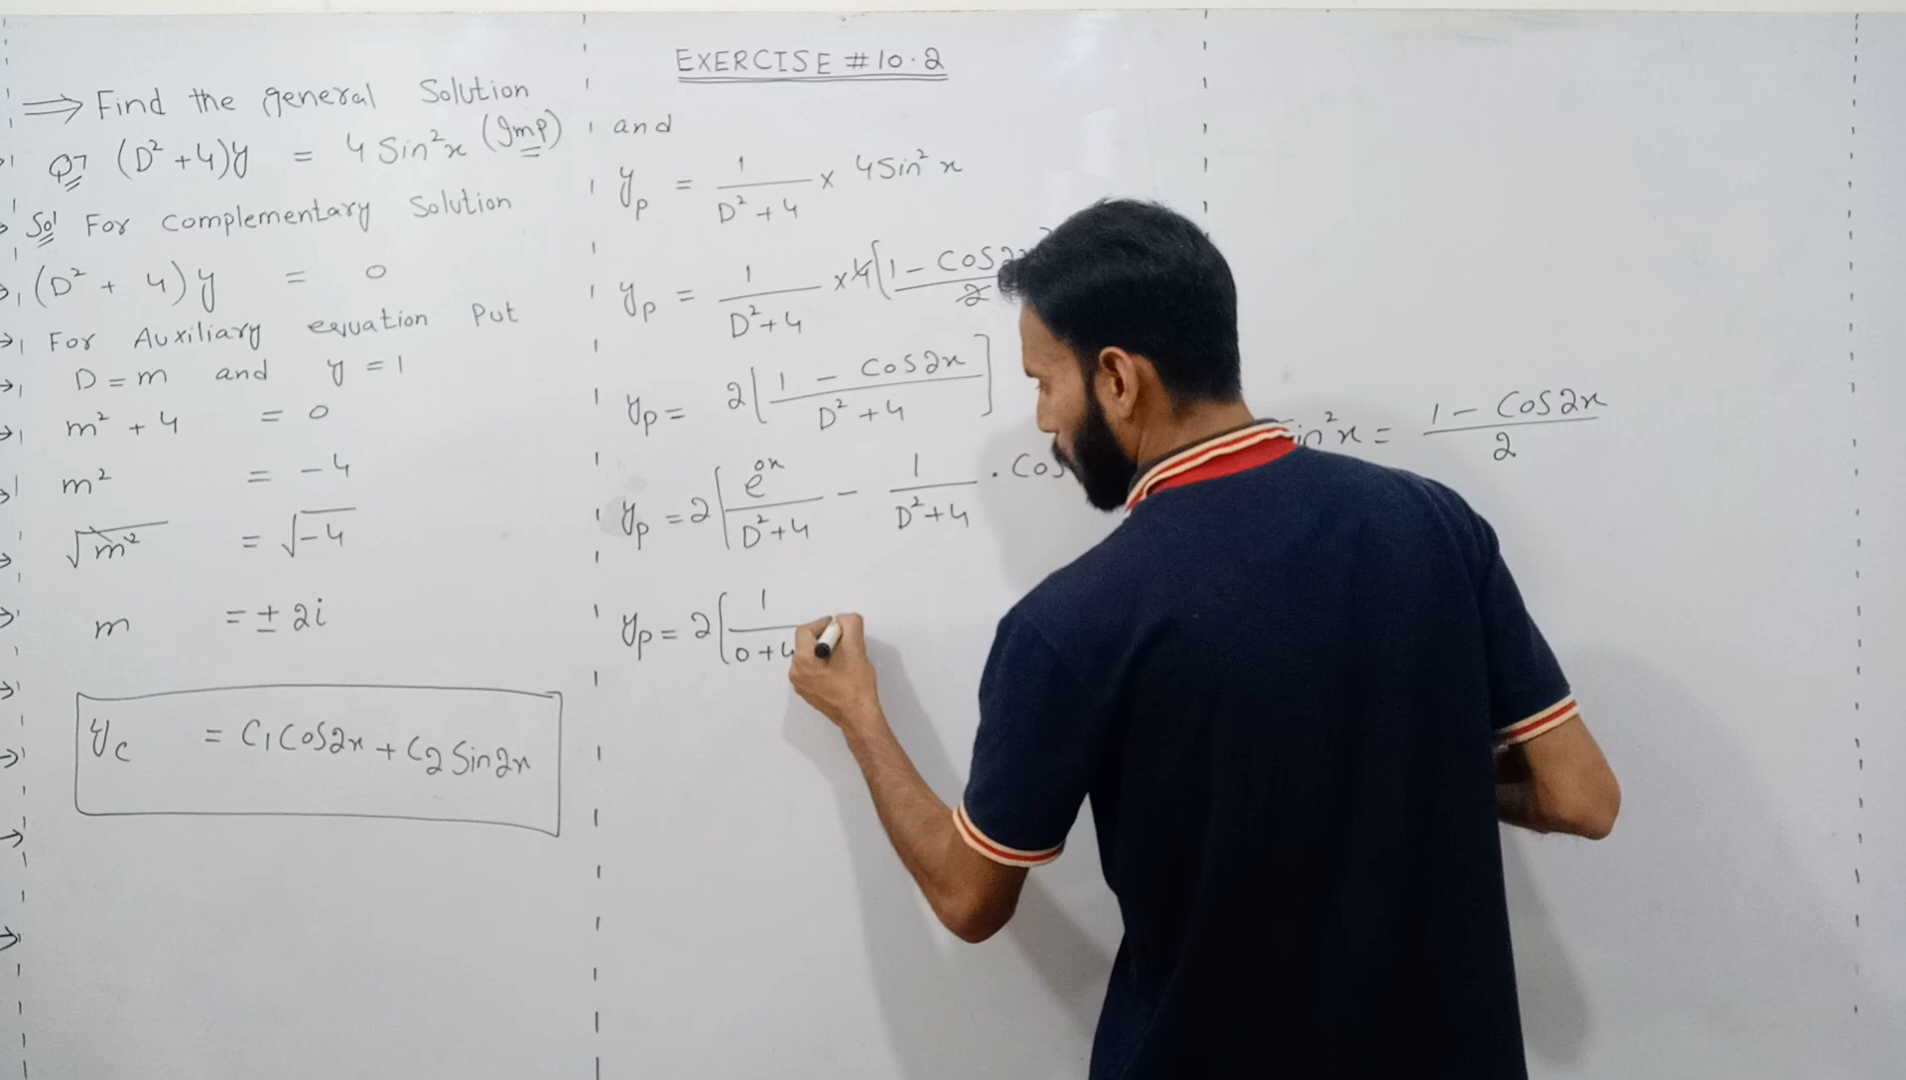 EXERCISE # 10.2
⟹ Find the general Solution
Q7 (D² + 4)y = 4 Sin²x (Imp)
Sol For Complementary Solution
(D² + 4)y = 0
For Auxiliary equation Put
D = m and y = 1
m² + 4 = 0
m² = -4
√m² = √-4
m = ± 2i
y_c = C₁Cos2x + C₂Sin2x
and
y_p = 1/(D² + 4) × 4Sin²x
y_p = 1/(D²+4) × 4[(1 - Cos2x)/2]
y_p = 2[(1 - Cos2x)/(D² + 4)]
y_p = 2[e^(0x)/(D²+4) - 1/(D²+4) . Cos
y_p = 2[1/(0+4
in²x = (1 - Cos2x)/2